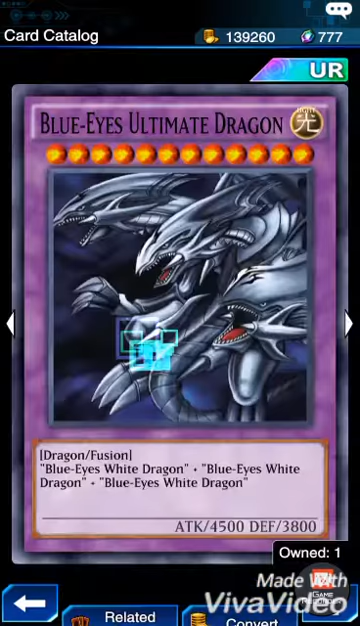 Card Catalog
139260
777
UR
BLUE-EYES ULTIMATE DRAGON
LIGHT
光
[Dragon/Fusion]
"Blue-Eyes White Dragon" + "Blue-Eyes White
Dragon" + "Blue-Eyes White Dragon"
ATK/4500 DEF/3800
Owned: 1
Made With
VivaVideo
Related
Convert